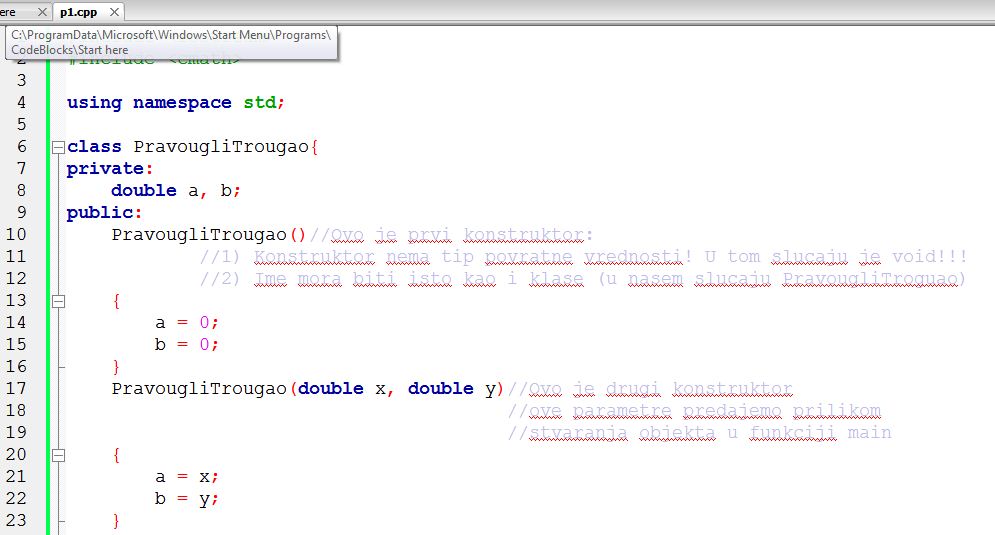 ere p1.cpp
C:\ProgramData\Microsoft\Windows\Start Menu\Programs\
CodeBlocks\Start here
2 #include <cmath>
3
4 using namespace std;
5
6 class PravougliTrougao{
7 private:
8 double a, b;
9 public:
10 PravougliTrougao()//Ovo je prvi konstruktor:
11 //1) Konstruktor nema tip povratne vrednosti! U tom slucaju je void!!!
12 //2) Ime mora biti isto kao i klase (u nasem slucaju PravougliTroguao)
13 {
14 a = 0;
15 b = 0;
16 }
17 PravougliTrougao(double x, double y)//Ovo je drugi konstruktor
18 //ove parametre predajemo prilikom
19 //stvaranja objekta u funkciji main
20 {
21 a = x;
22 b = y;
23 }